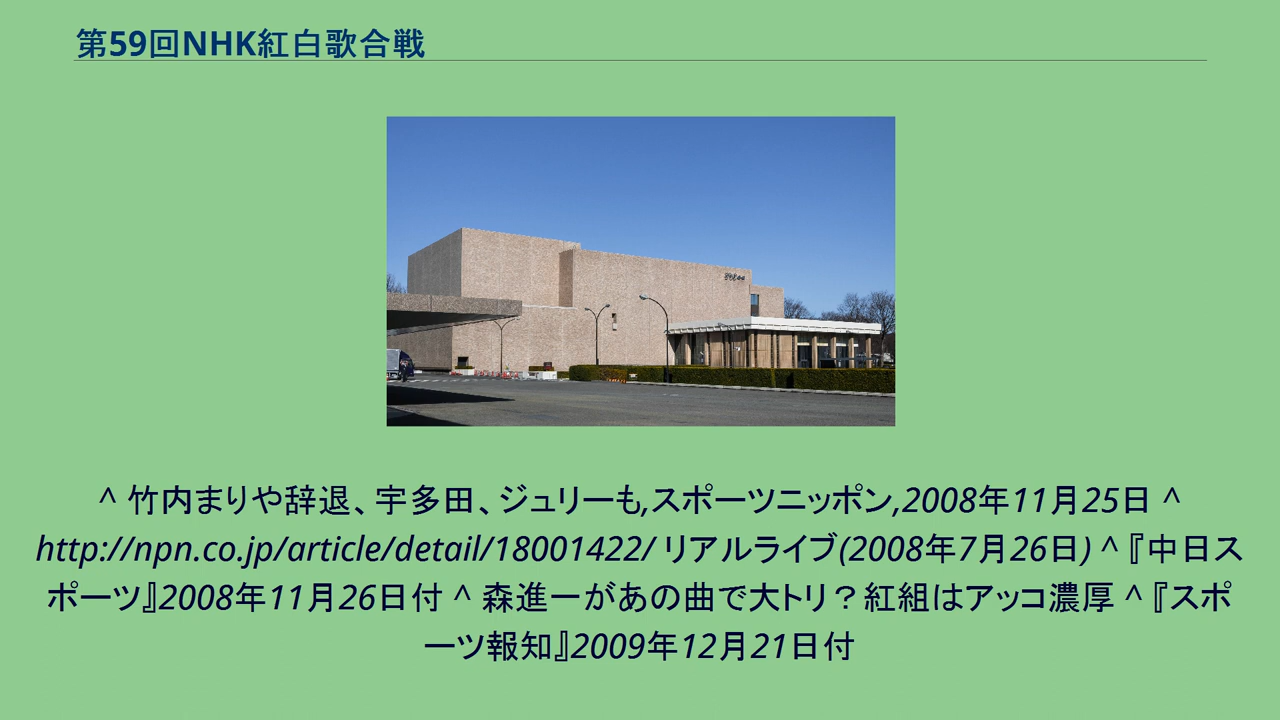 第59回NHK紅白歌合戦
^ 竹内まりや辞退、宇多田、ジュリーも,スポーツニッポン,2008年11月25日 ^
http://npn.co.jp/article/detail/18001422/ リアルライブ(2008年7月26日) ^『中日ス
ポーツ』2008年11月26日付 ^ 森進一があの曲で大トリ？紅組はアッコ濃厚 ^『スポ
ーツ報知』2009年12月21日付